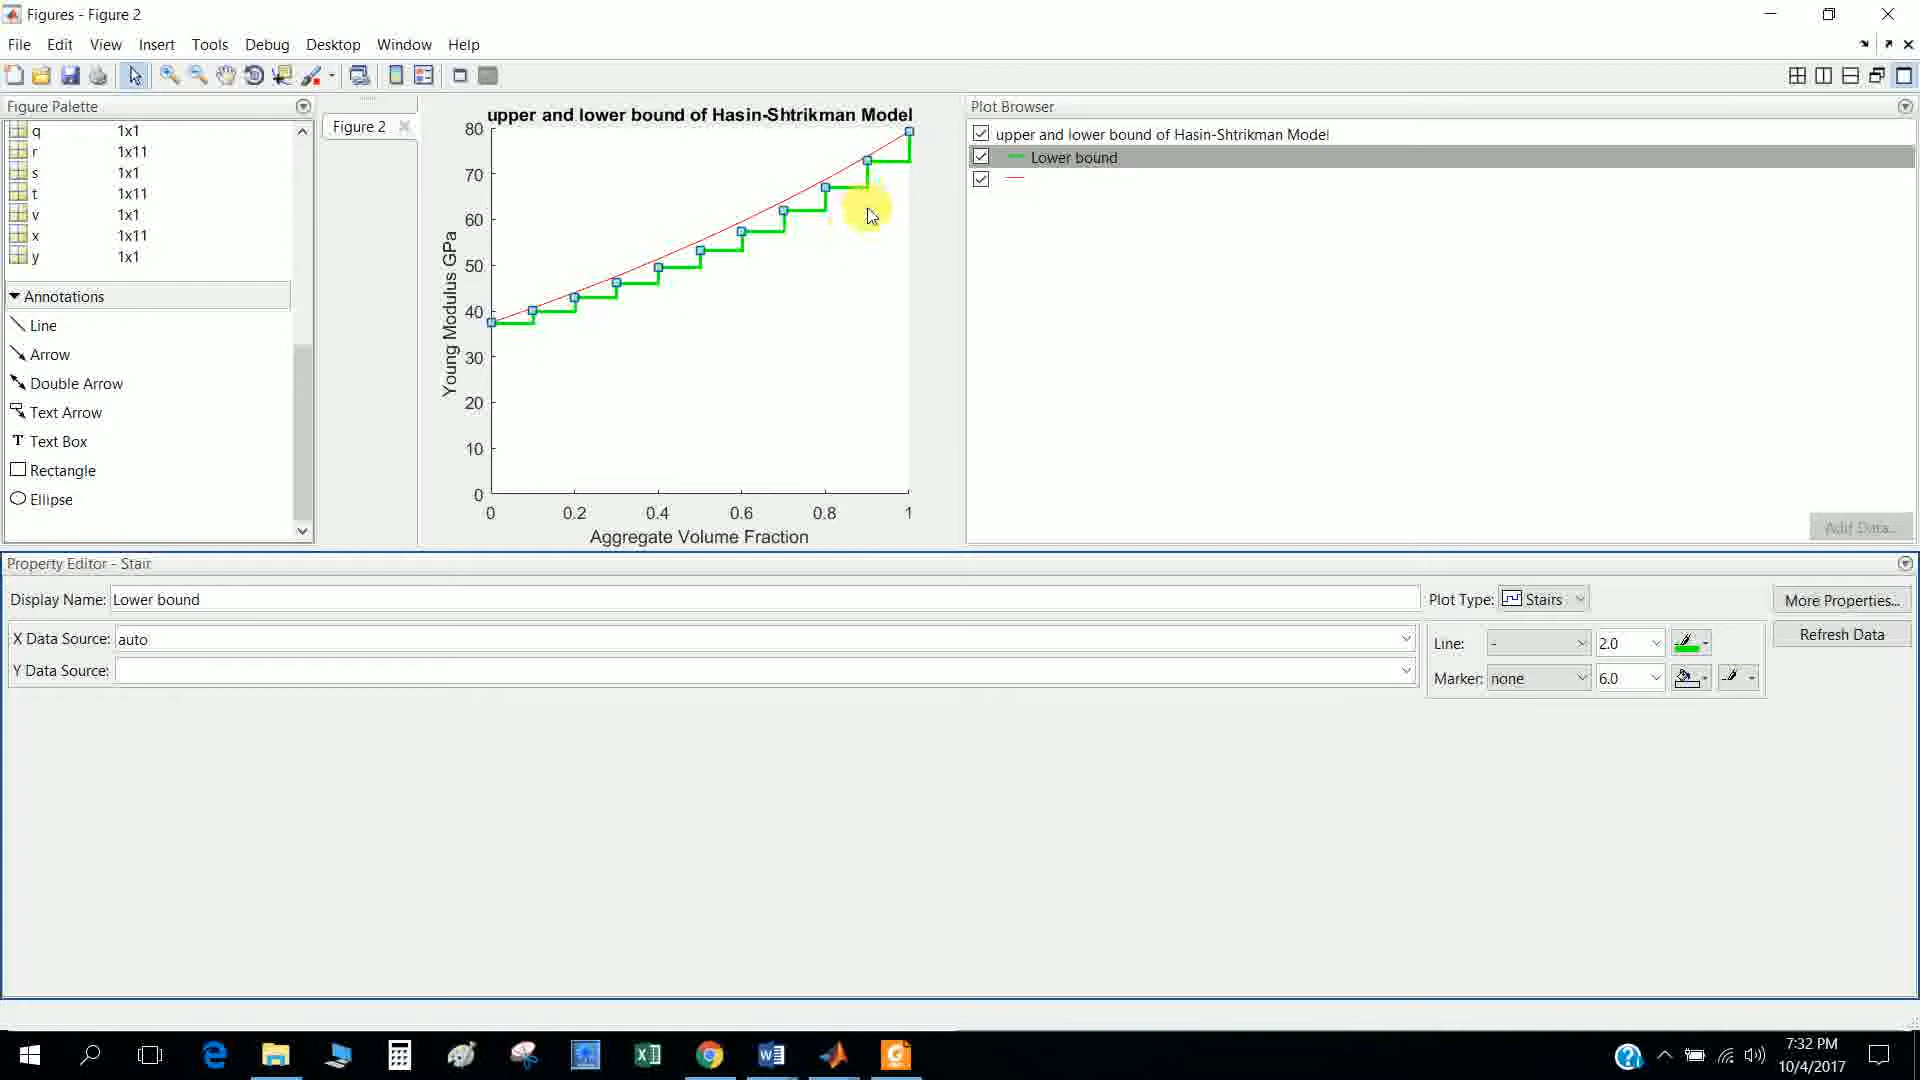 Figures - Figure 2
File Edit View Insert Tools Debug Desktop Window Help
Figure Palette
q 1x1
r 1x11
s 1x1
t 1x11
v 1x1
x 1x11
y 1x1
Annotations
Line
Arrow
Double Arrow
Text Arrow
T Text Box
Rectangle
Ellipse
Figure 2
upper and lower bound of Hasin-Shtrikman Model
80
70
60
50
40
30
20
10
0
Young Modulus GPa
0 0.2 0.4 0.6 0.8 1
Aggregate Volume Fraction
Plot Browser
upper and lower bound of Hasin-Shtrikman Model
Lower bound
Add Data...
Property Editor - Stair
Display Name: Lower bound
Plot Type: Stairs
More Properties...
X Data Source: auto
Line: - 2.0
Refresh Data
Y Data Source:
Marker: none 6.0
7:32 PM
10/4/2017